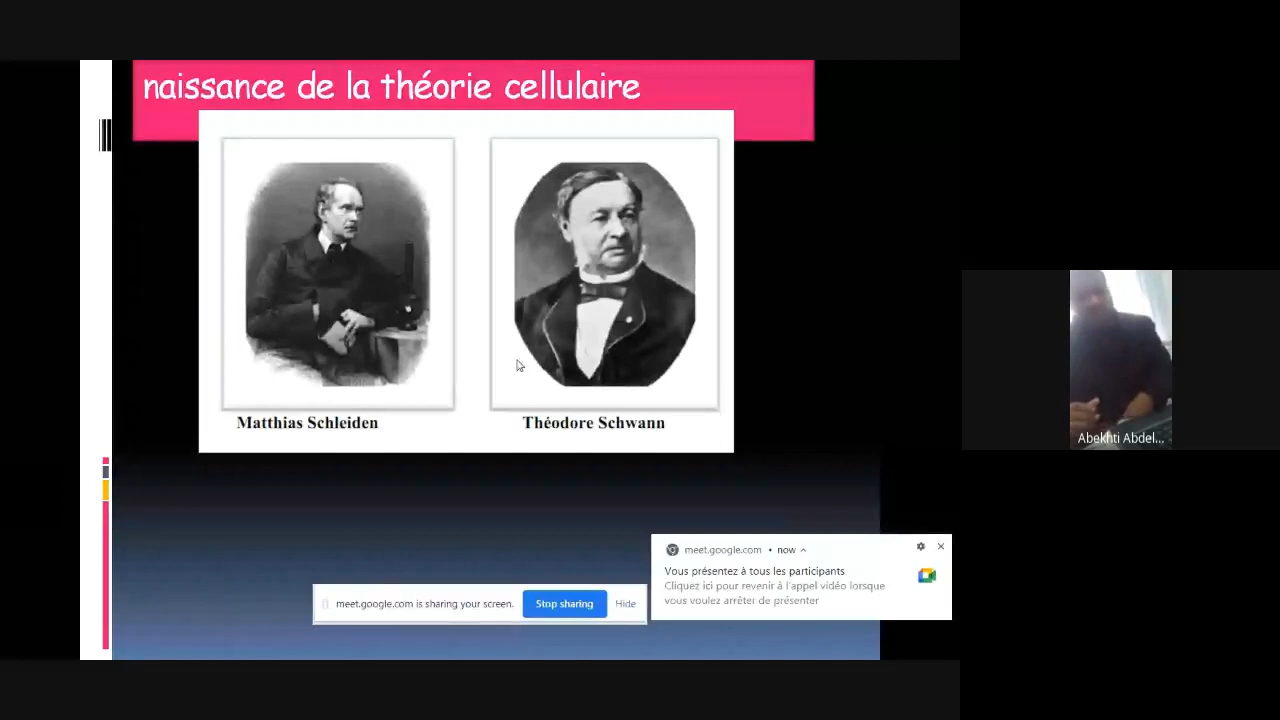 naissance de la théorie cellulaire
Matthias Schleiden
Théodore Schwann
Abekhti Abdel...
meet.google.com • now
Vous présentez à tous les participants
Cliquez ici pour revenir à l'appel vidéo lorsque
vous voulez arrêter de présenter
meet.google.com is sharing your screen.
Stop sharing
Hide